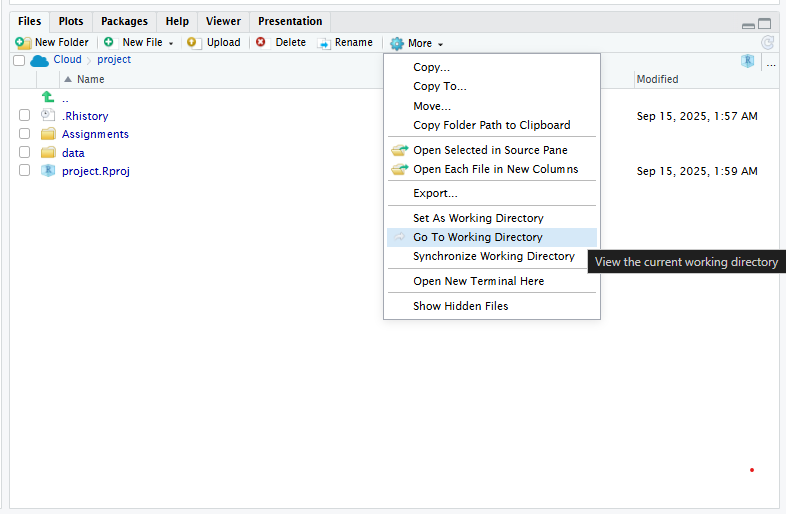 Files Plots Packages Help Viewer Presentation
New Folder New File Upload Delete Rename More
Cloud project ...
Name Modified
..
.Rhistory Sep 15, 2025, 1:57 AM
Assignments
data
project.Rproj Sep 15, 2025, 1:59 AM
Copy...
Copy To...
Move...
Copy Folder Path to Clipboard
Open Selected in Source Pane
Open Each File in New Columns
Export...
Set As Working Directory
Go To Working Directory
Synchronize Working Directory
View the current working directory
Open New Terminal Here
Show Hidden Files